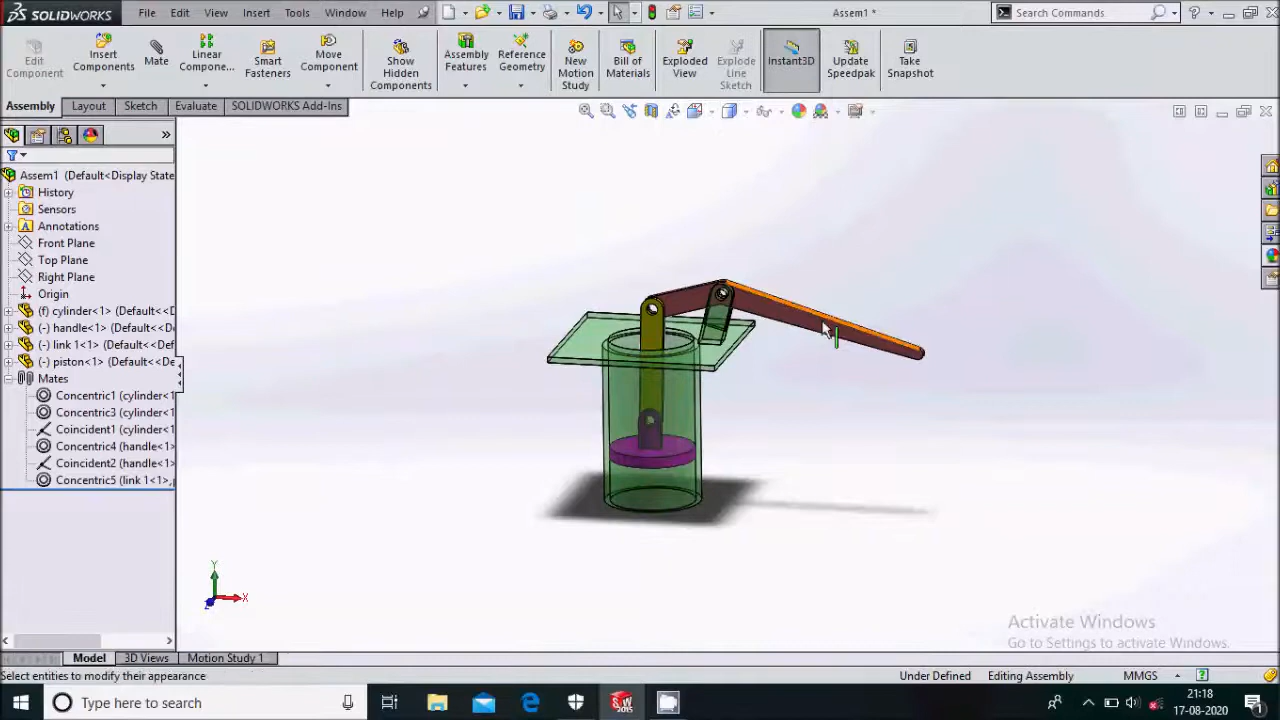 SOLIDWORKS File Edit View Insert Tools Window Help Assem1 * Search Commands
Edit Component
Insert Components
Mate
Linear Compone...
Smart Fasteners
Move Component
Show Hidden Components
Assembly Features
Reference Geometry
New Motion Study
Bill of Materials
Exploded View
Explode Line Sketch
Instant3D
Update Speedpak
Take Snapshot
Assembly Layout Sketch Evaluate SOLIDWORKS Add-Ins
Assem1 (Default<Display State
History
Sensors
Annotations
Front Plane
Top Plane
Right Plane
Origin
(f) cylinder<1> (Default<<D
(-) handle<1> (Default<<De
(-) link 1<1> (Default<<Def
(-) piston<1> (Default<<De
Mates
Concentric1 (cylinder<1
Concentric3 (cylinder<1
Coincident1 (cylinder<1
Concentric4 (handle<1>
Coincident2 (handle<1>
Concentric5 (link 1<1>,p
Y
X
Z
Activate Windows
Go to Settings to activate Windows.
Model 3D Views Motion Study 1
Select entities to modify their appearance Under Defined Editing Assembly MMGS
Type here to search
SW 2015
21:18
17-08-2020
1